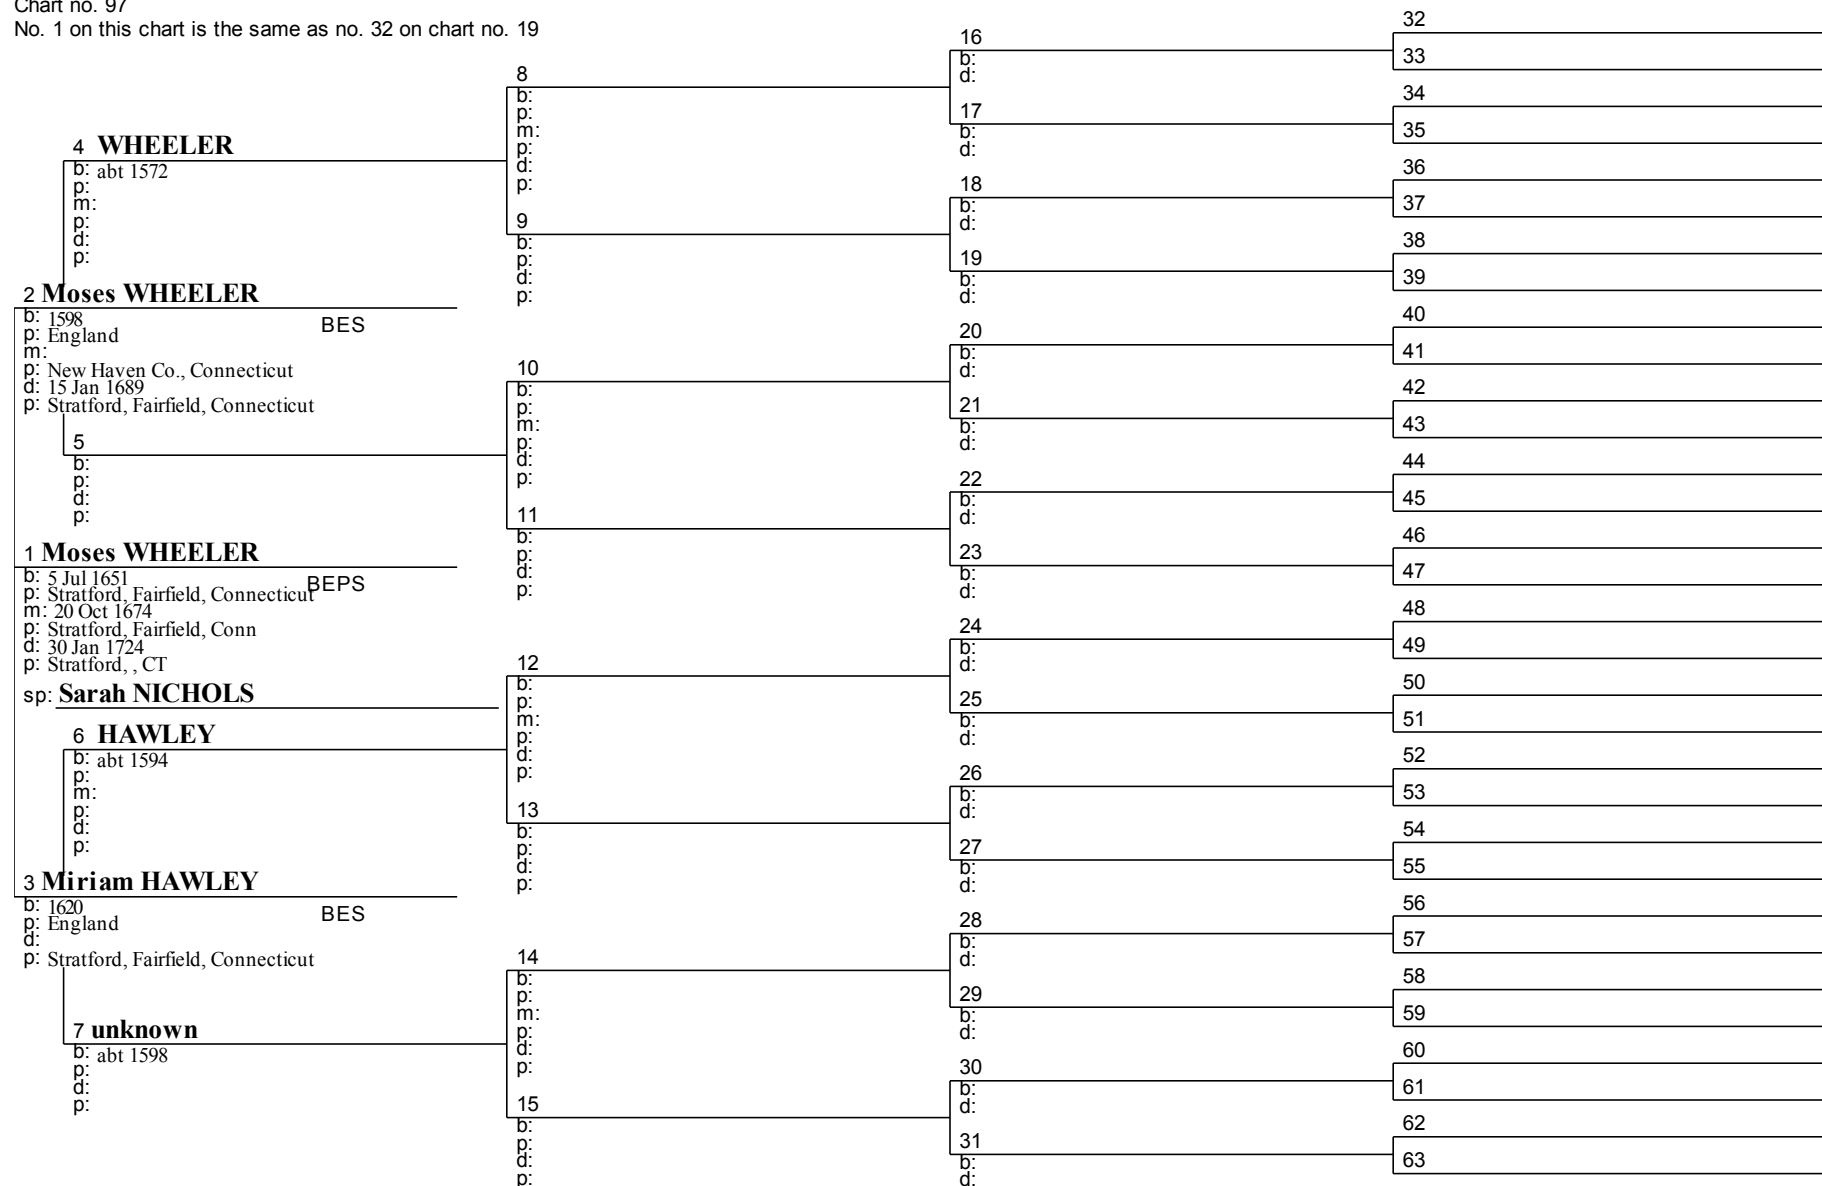 Chart no. 97
No. 1 on this chart is the same as no. 32 on chart no. 19
4 WHEELER
b: abt 1572
p:
m:
p:
d:
p:
2 Moses WHEELER
b: 1598
BES
p: England
m:
p: New Haven Co., Connecticut
d: 15 Jan 1689
p: Stratford, Fairfield, Connecticut
5
b:
p:
d:
p:
1 Moses WHEELER
b: 5 Jul 1651
BEPS
p: Stratford, Fairfield, Connecticut
m: 20 Oct 1674
p: Stratford, Fairfield, Conn
d: 30 Jan 1724
p: Stratford, , CT
sp: Sarah NICHOLS
6 HAWLEY
b: abt 1594
p:
m:
p:
d:
p:
3 Miriam HAWLEY
b: 1620
BES
p: England
d:
p: Stratford, Fairfield, Connecticut
7 unknown
b: abt 1598
p:
d:
p:
8
b:
p:
m:
p:
d:
p:
9
b:
p:
d:
p:
10
b:
p:
m:
p:
d:
p:
11
b:
p:
d:
p:
12
b:
p:
m:
p:
d:
p:
13
b:
p:
d:
p:
14
b:
p:
m:
p:
d:
p:
15
b:
p:
d:
p:
16
b:
d:
17
b:
d:
18
b:
d:
19
b:
d:
20
b:
d:
21
b:
d:
22
b:
d:
23
b:
d:
24
b:
d:
25
b:
d:
26
b:
d:
27
b:
d:
28
b:
d:
29
b:
d:
30
b:
d:
31
b:
d:
32
33
34
35
36
37
38
39
40
41
42
43
44
45
46
47
48
49
50
51
52
53
54
55
56
57
58
59
60
61
62
63